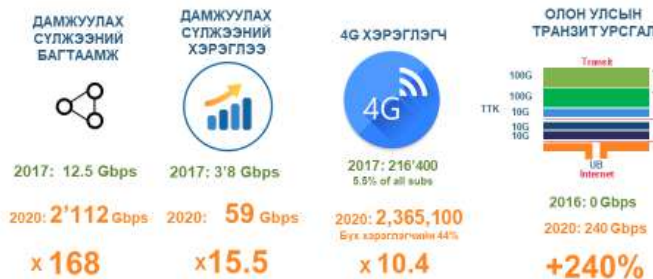 ДАМЖУУЛАХ
СҮЛЖЭЭНИЙ
БАГТААМЖ
2017: 12.5 Gbps
2020: 2'112 Gbps
x 168
ДАМЖУУЛАХ
СҮЛЖЭЭНИЙ
ХЭРЭГЛЭЭ
2017: 3'8 Gbps
2020: 59 Gbps
x15.5
4G ХЭРЭГЛЭГЧ
4G
2017: 216'400
5.5% of all subs
2020: 2,365,100
Бүх хэрэглэгчийн 44%
x 10.4
ОЛОН УЛСЫН
ТРАНЗИТ УРСГАЛ
Transit
100G
100G
ТТК
10G
10G
10G
UB
Internet
2016: 0 Gbps
2020: 240 Gbps
+240%